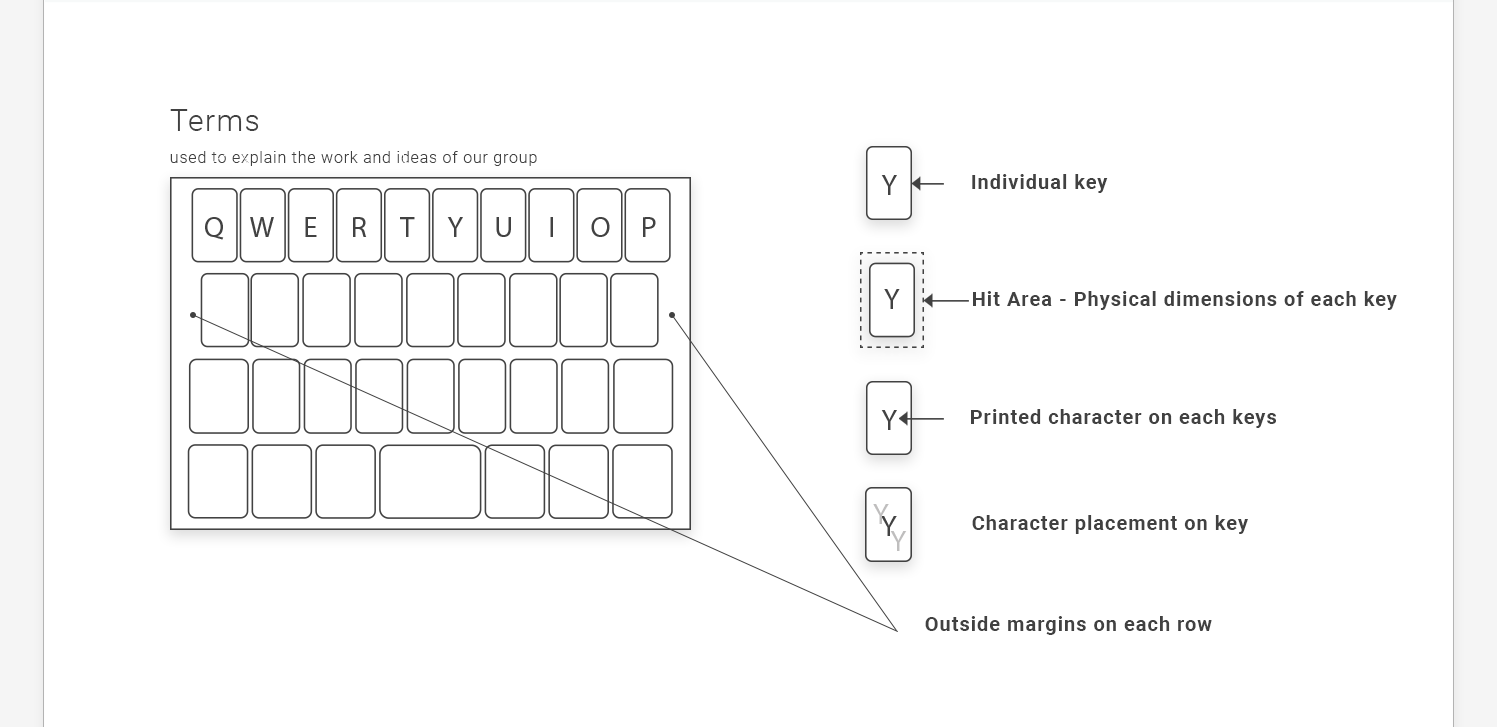 Terms
used to explain the work and ideas of our group
Q W E R T Y U I O P
Y
Individual key
Y
Hit Area - Physical dimensions of each key
Y
Printed character on each keys
Y
Y
Y
Character placement on key
Outside margins on each row